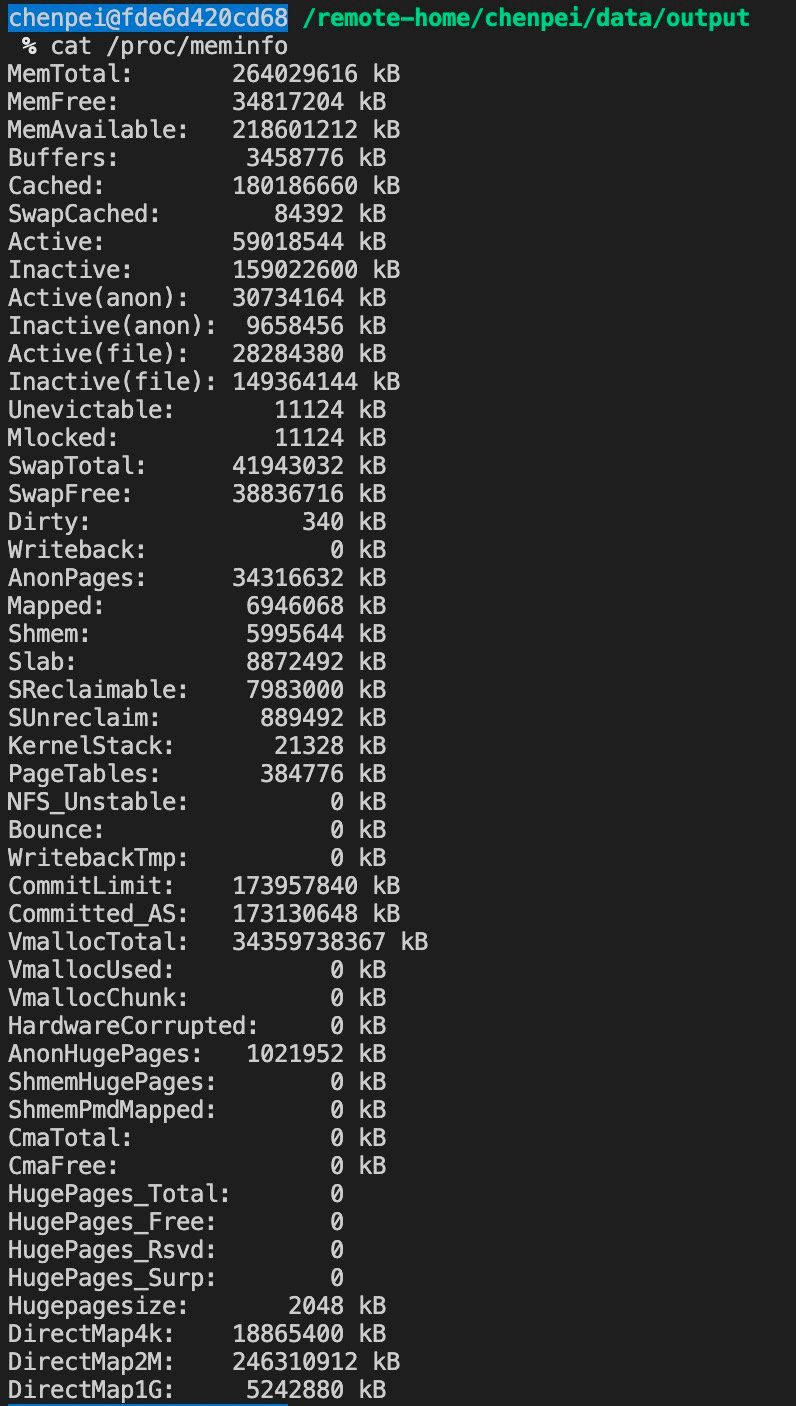 chenpei@fde6d420cd68 /remote-home/chenpei/data/output
% cat /proc/meminfo
MemTotal:       264029616 kB
MemFree:        34817204 kB
MemAvailable:   218601212 kB
Buffers:         3458776 kB
Cached:         180186660 kB
SwapCached:        84392 kB
Active:         59018544 kB
Inactive:       159022600 kB
Active(anon):   30734164 kB
Inactive(anon):  9658456 kB
Active(file):   28284380 kB
Inactive(file): 149364144 kB
Unevictable:       11124 kB
Mlocked:           11124 kB
SwapTotal:      41943032 kB
SwapFree:       38836716 kB
Dirty:               340 kB
Writeback:             0 kB
AnonPages:      34316632 kB
Mapped:          6946068 kB
Shmem:           5995644 kB
Slab:            8872492 kB
SReclaimable:    7983000 kB
SUnreclaim:       889492 kB
KernelStack:       21328 kB
PageTables:       384776 kB
NFS_Unstable:          0 kB
Bounce:                0 kB
WritebackTmp:          0 kB
CommitLimit:    173957840 kB
Committed_AS:   173130648 kB
VmallocTotal:   34359738367 kB
VmallocUsed:           0 kB
VmallocChunk:          0 kB
HardwareCorrupted:     0 kB
AnonHugePages:   1021952 kB
ShmemHugePages:        0 kB
ShmemPmdMapped:        0 kB
CmaTotal:              0 kB
CmaFree:               0 kB
HugePages_Total:       0
HugePages_Free:        0
HugePages_Rsvd:        0
HugePages_Surp:        0
Hugepagesize:       2048 kB
DirectMap4k:    18865400 kB
DirectMap2M:    246310912 kB
DirectMap1G:     5242880 kB